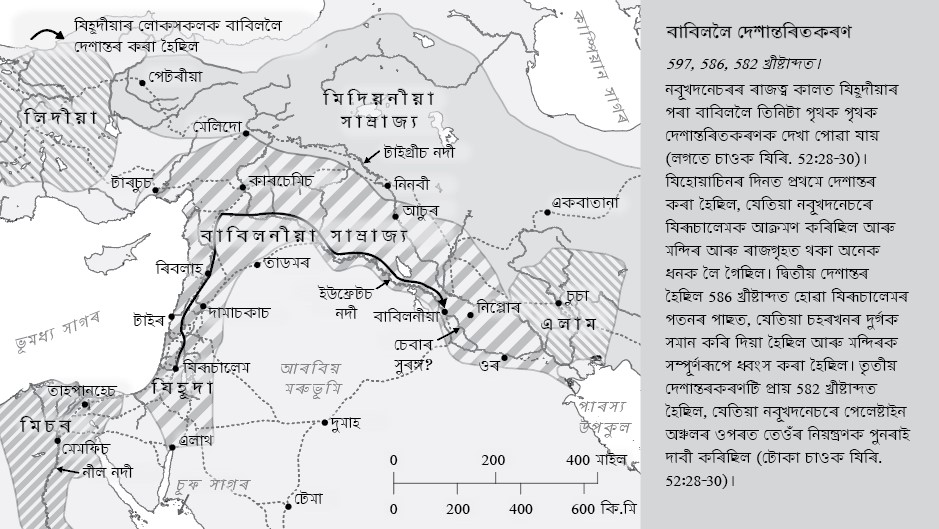 যিহূদীয়াৰ লোকসকলক বাবিললৈ
দেশান্তৰ কৰা হৈছিল
কাস্পিয়ান সাগৰ
পেটৰীয়া
লিদীয়া
মিদিয়নীয়া
সাম্ৰাজ্য
মেলিদো
টাইগ্ৰীচ নদী
টাৰচুচ
কাৰচেমিচ
নিনবী
আচুৰ
একবাতানা
বাবিলনীয়া সাম্ৰাজ্য
ৰিবলাহ
তাডমৰ
ইউফ্ৰেটচ
নদী
বাবিলনীয়া
নিপ্পোৰ
চুচা
এলাম
ভূমধ্য সাগৰ
টাইৰ
দামাচকাচ
চেবাৰ
সুৰঙ্গ?
ওৰ
যিৰূচালেম
যিহূদা
আৰবিয়
মৰুভূমি
পাৰস্য
উপকুল
তাহপানহেচ
মিচৰ
মেমফিচ
নীল নদী
এলাথ
দুমাহ
চূফ সাগৰ
টেমা
0 200 400 মাইল
0 200 400 600 কি.মি
বাবিললৈ দেশান্তৰিতকৰণ
597, 586, 582 খ্ৰীষ্টাব্দত।
নবূখদনেচৰৰ ৰাজত্ব কালত যিহূদীয়াৰ
পৰা বাবিললৈ তিনিটা পৃথক পৃথক
দেশান্তৰিতকৰণক দেখা পোৱা যায়
(লগতে চাওক যিৰি. 52:28-30)।
যিহোয়াচিনৰ দিনত প্ৰথমে দেশান্তৰ
কৰা হৈছিল, যেতিয়া নবূখদনেচৰে
যিৰূচালেমক আক্ৰমণ কৰিছিল আৰু
মন্দিৰ আৰু ৰাজগৃহত থকা অনেক
ধনক লৈ গৈছিল। দ্বিতীয় দেশান্তৰ
হৈছিল 586 খ্ৰীষ্টাব্দত হোৱা যিৰূচালেমৰ
পতনৰ পাছত, যেতিয়া চহৰখনৰ দুৰ্গক
সমান কৰি দিয়া হৈছিল আৰু মন্দিৰক
সম্পূৰ্ণৰূপে ধ্বংস কৰা হৈছিল। তৃতীয়
দেশান্তৰকৰণটি প্ৰায় 582 খ্ৰীষ্টাব্দত
হৈছিল, যেতিয়া নবূখদনেচৰে পেলেষ্টাইন
অঞ্চলৰ ওপৰত তেওঁৰ নিয়ন্ত্ৰণক পুনৰাই
দাবী কৰিছিল (টোকা চাওক যিৰি.
52:28-30)।